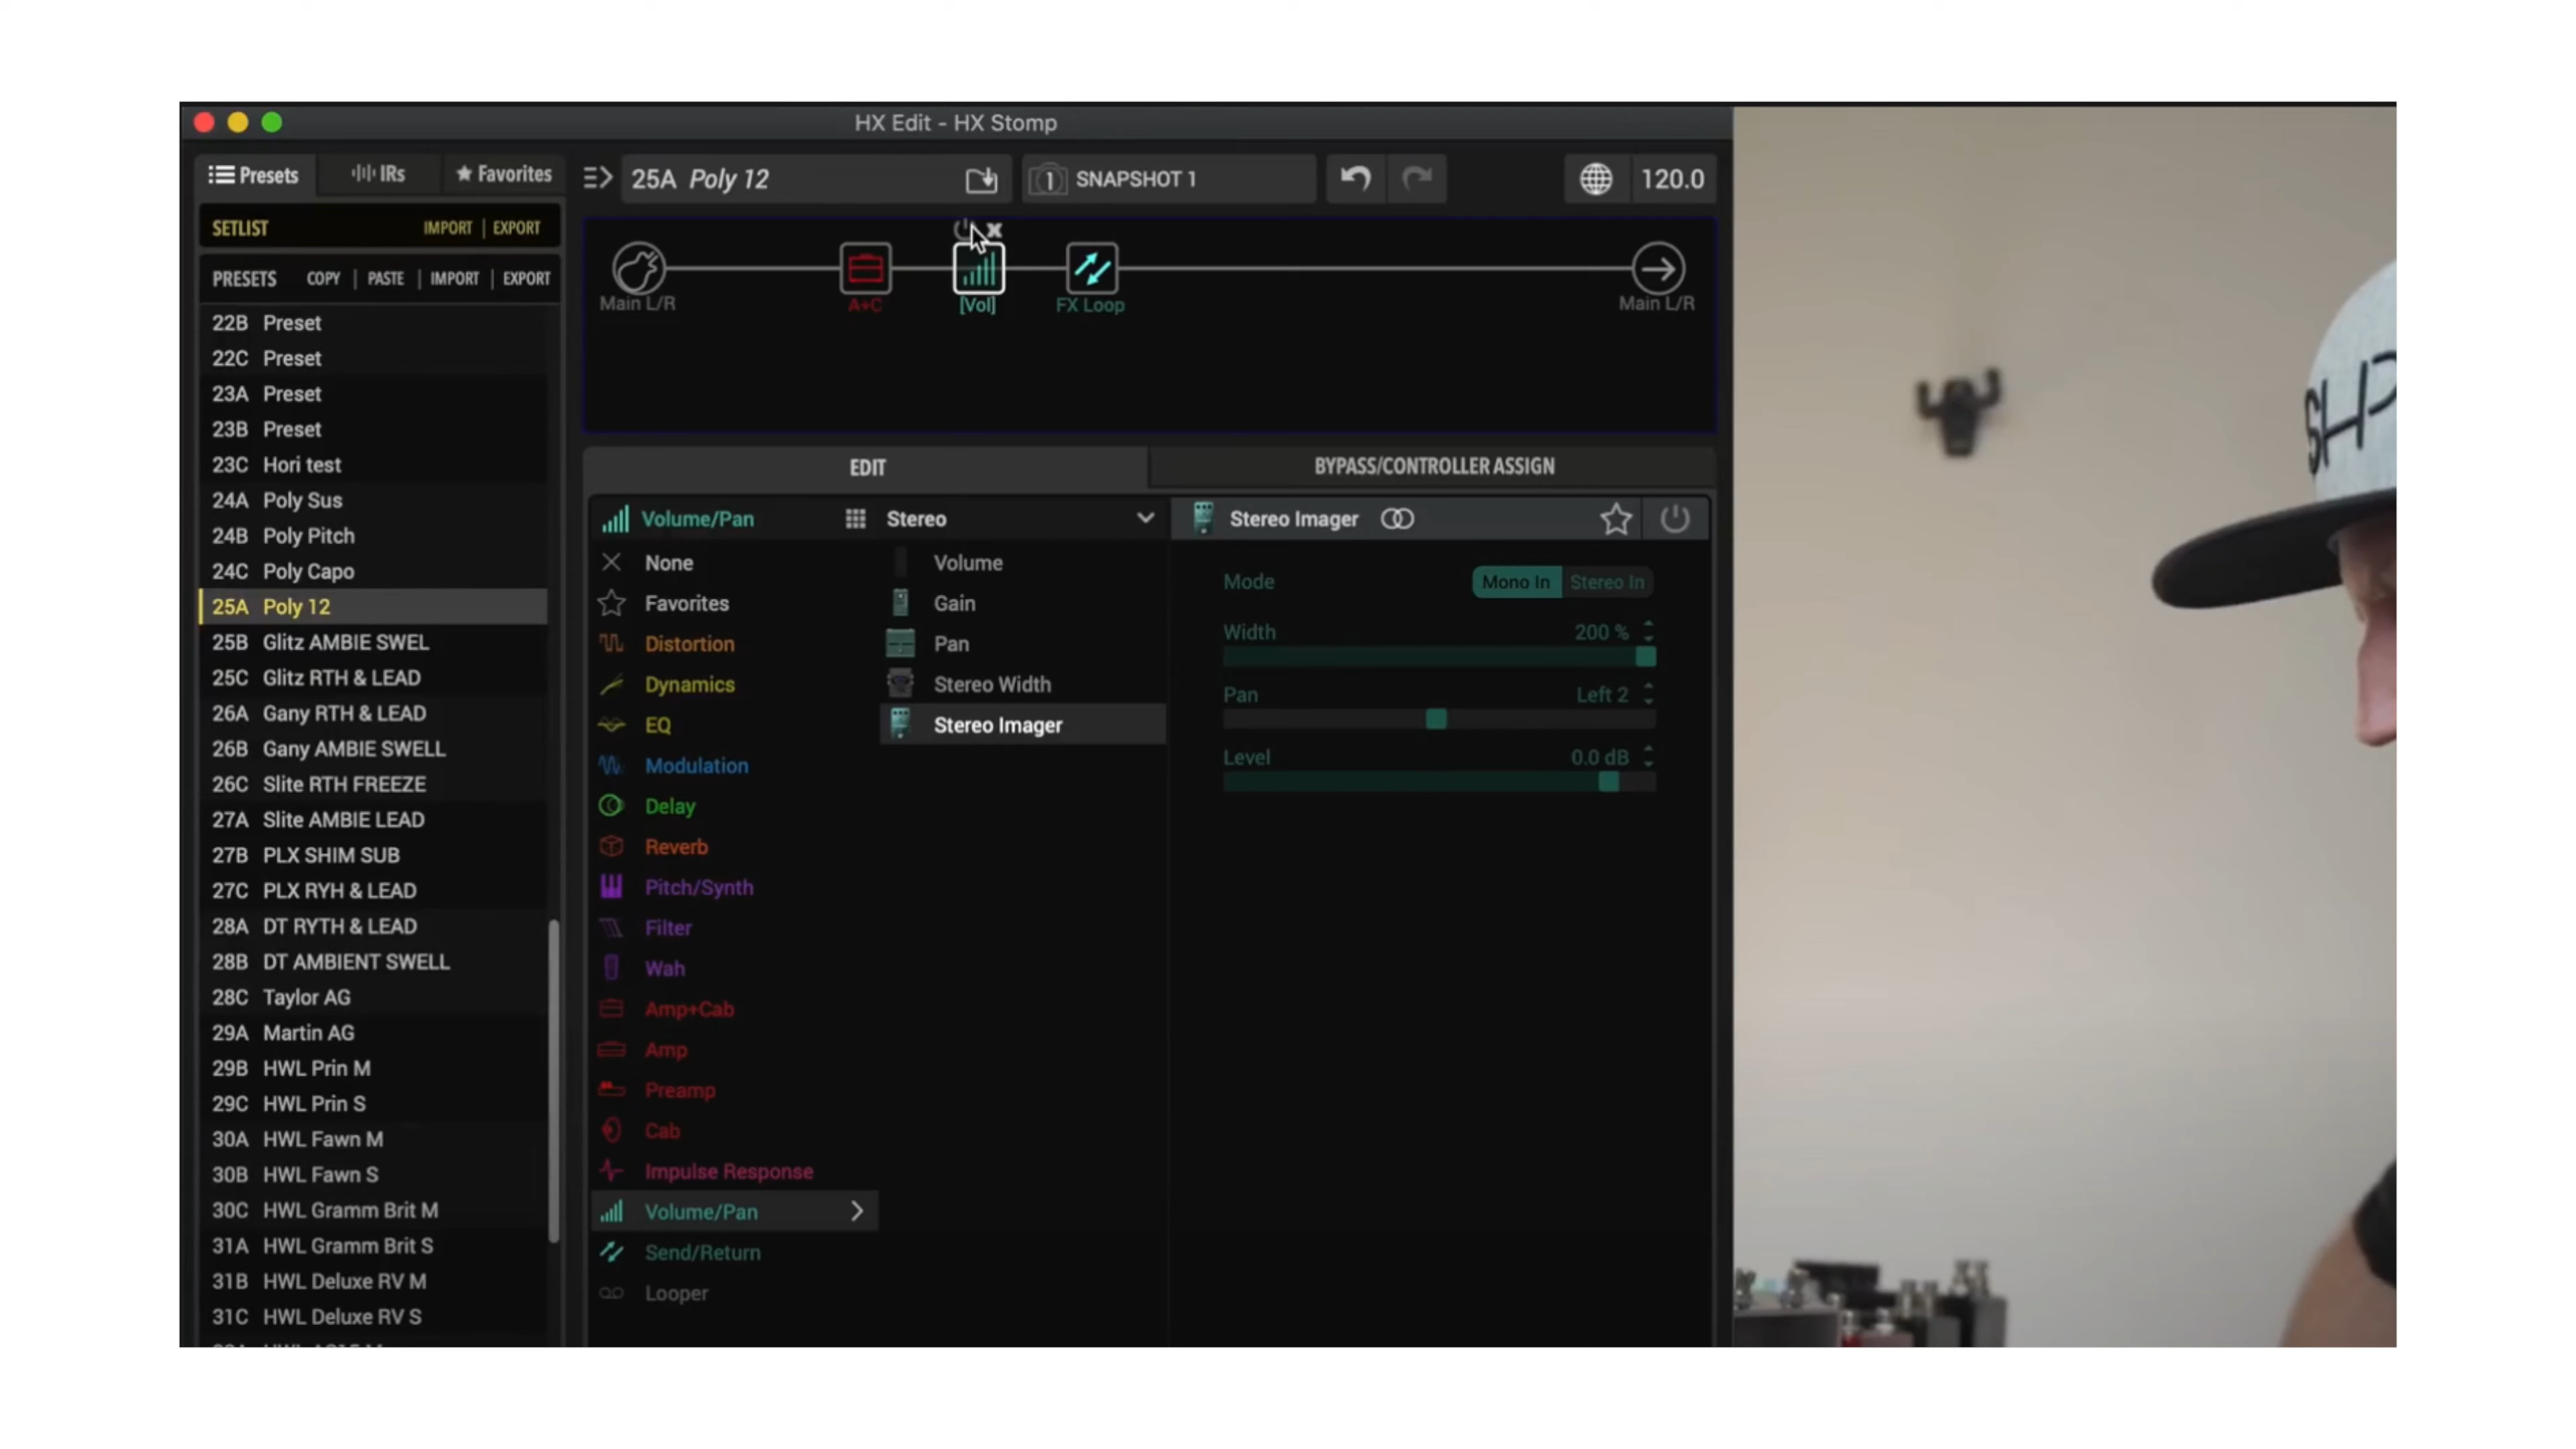 HX Edit - HX Stomp
Presets IRs Favorites
25A Poly 12
1 SNAPSHOT 1
120.0
SETLIST IMPORT | EXPORT
PRESETS COPY | PASTE | IMPORT | EXPORT
Main L/R
A+C
[Vol]
FX Loop
Main L/R
22B Preset
22C Preset
23A Preset
23B Preset
23C Hori test
24A Poly Sus
24B Poly Pitch
24C Poly Capo
25A Poly 12
25B Glitz AMBIE SWEL
25C Glitz RTH & LEAD
26A Gany RTH & LEAD
26B Gany AMBIE SWELL
26C Slite RTH FREEZE
27A Slite AMBIE LEAD
27B PLX SHIM SUB
27C PLX RYH & LEAD
28A DT RYTH & LEAD
28B DT AMBIENT SWELL
28C Taylor AG
29A Martin AG
29B HWL Prin M
29C HWL Prin S
30A HWL Fawn M
30B HWL Fawn S
30C HWL Gramm Brit M
31A HWL Gramm Brit S
31B HWL Deluxe RV M
31C HWL Deluxe RV S
EDIT
BYPASS/CONTROLLER ASSIGN
Volume/Pan
None
Favorites
Distortion
Dynamics
EQ
Modulation
Delay
Reverb
Pitch/Synth
Filter
Wah
Amp+Cab
Amp
Preamp
Cab
Impulse Response
Volume/Pan
Send/Return
Looper
Stereo
Volume
Gain
Pan
Stereo Width
Stereo Imager
Stereo Imager
Mode Mono In Stereo In
Width 200 %
Pan Left 2
Level 0.0 dB